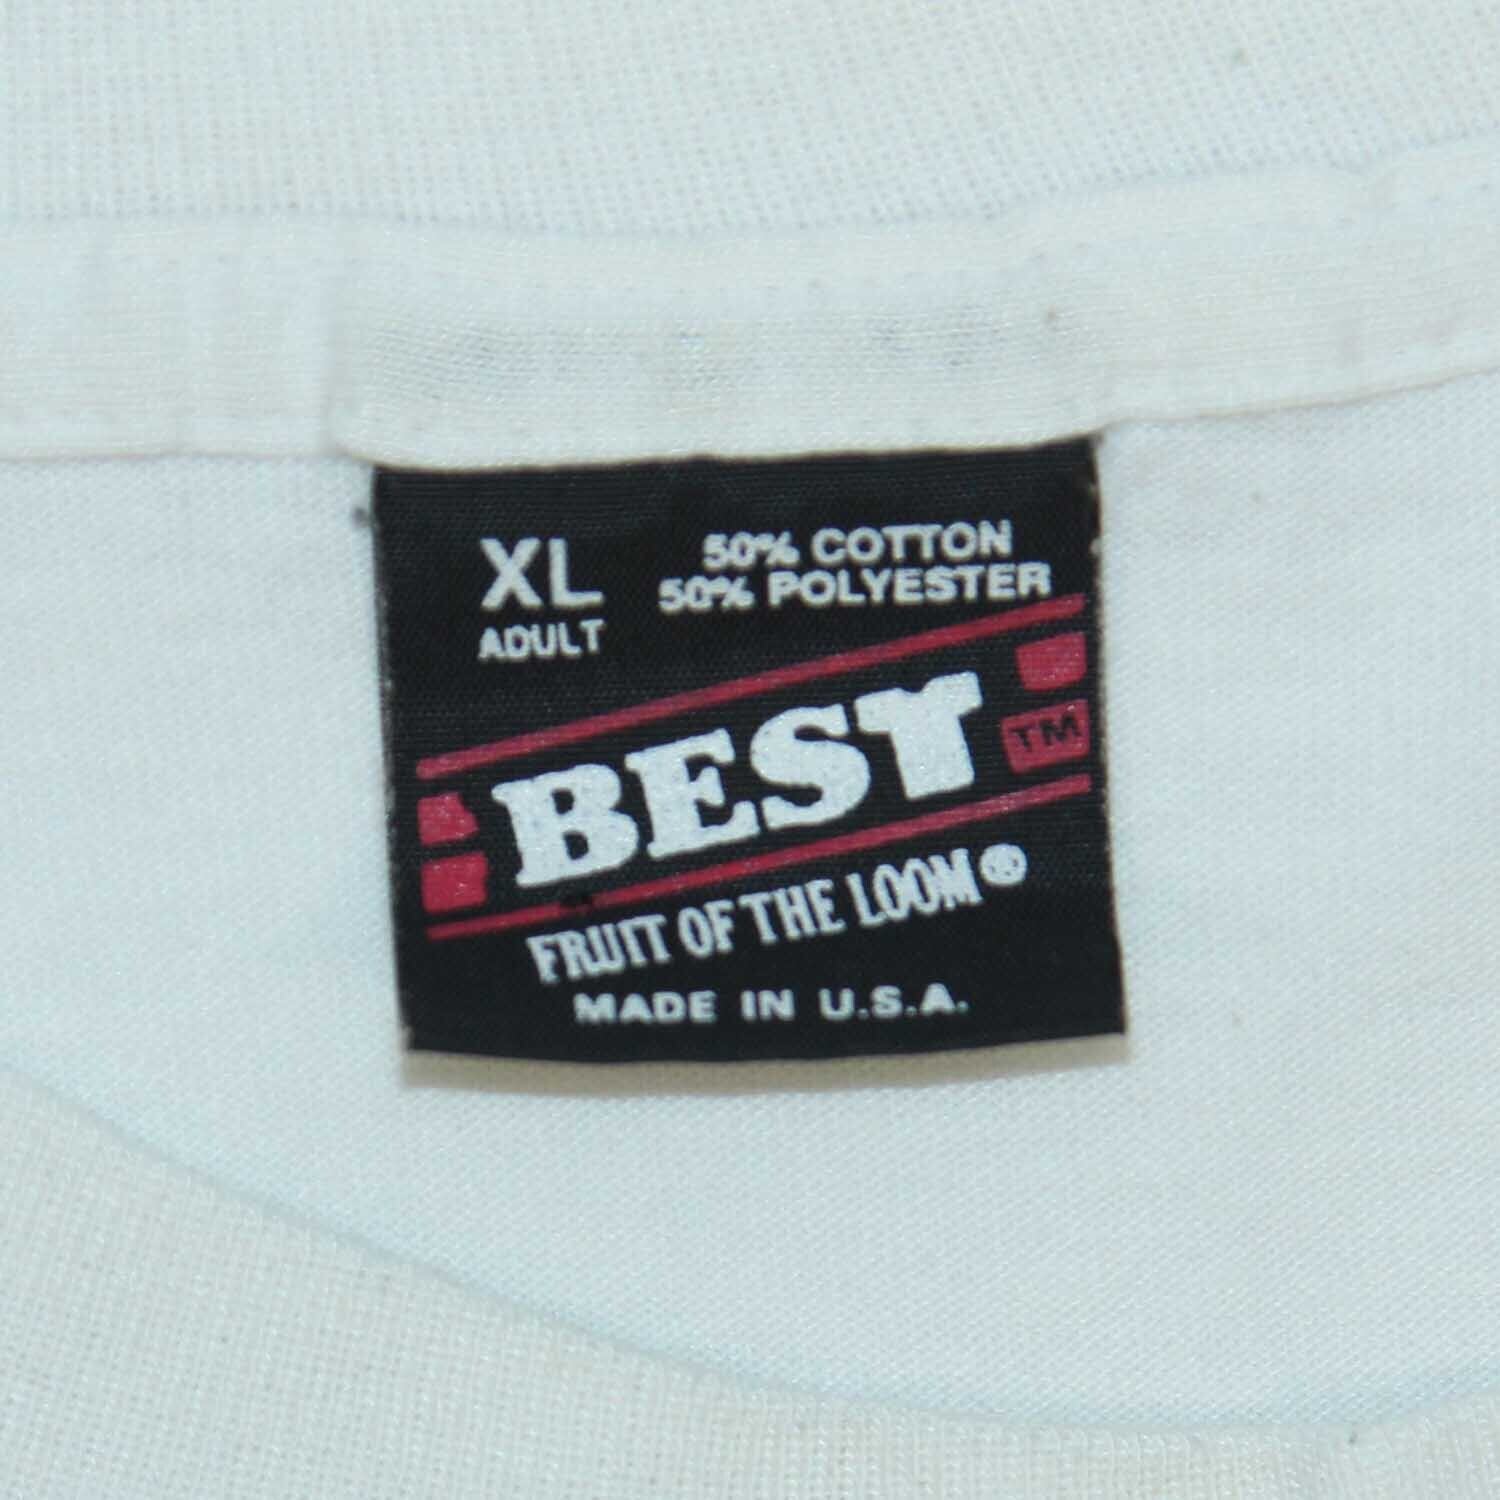 XL
ADULT
50% COTTON
50% POLYESTER
BEST
TM
FRUIT OF THE LOOM®
MADE IN U.S.A.